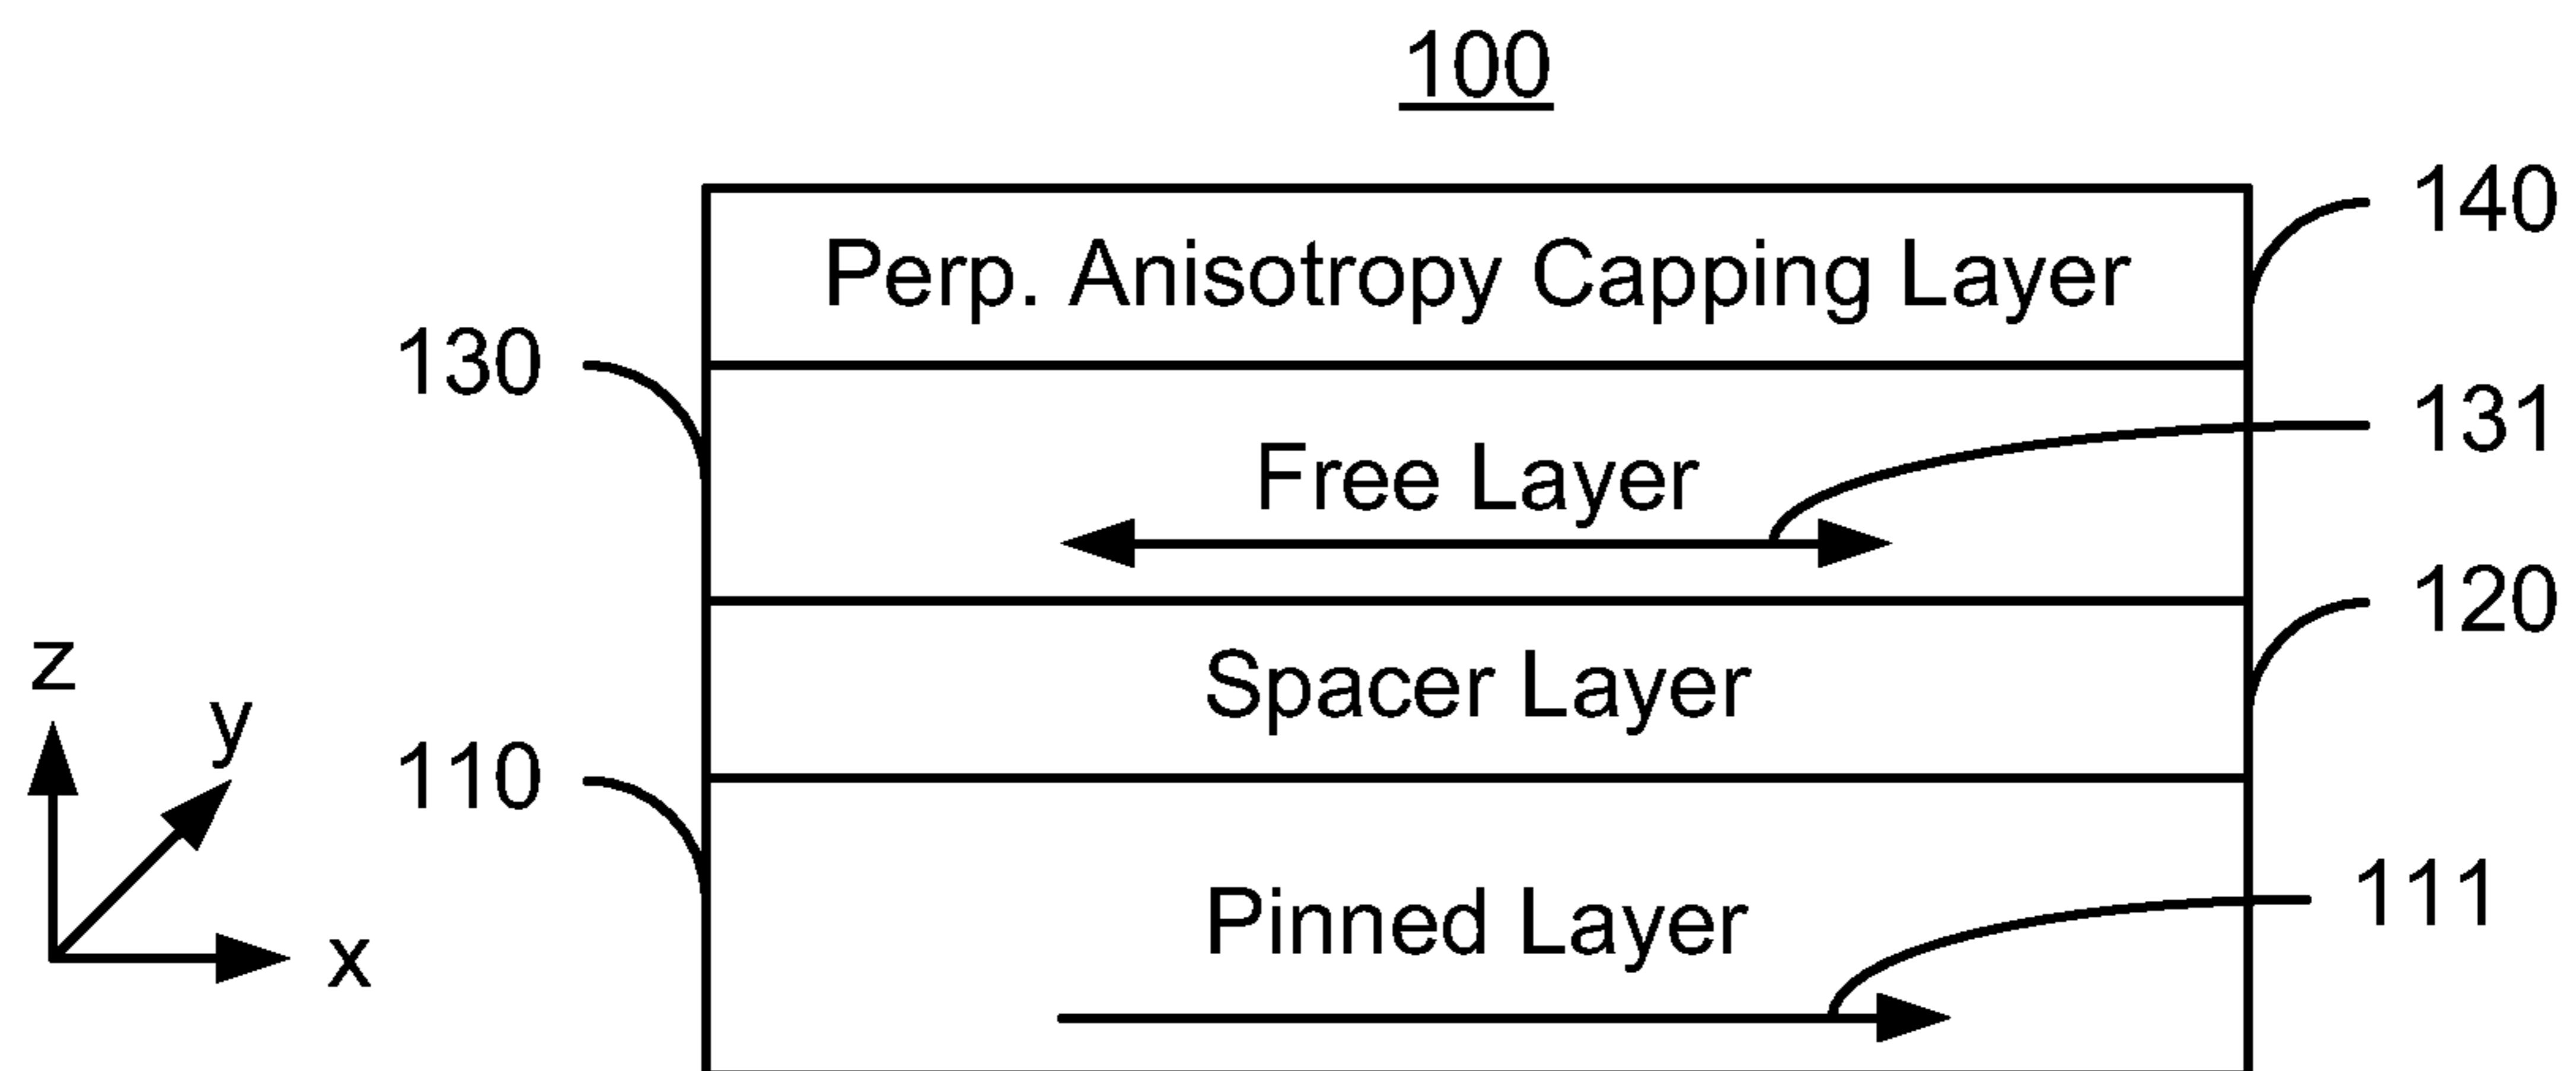 100
140
Perp. Anisotropy Capping Layer
130
131
Free Layer
120
z
Spacer Layer
y
110
111
Pinned Layer
x